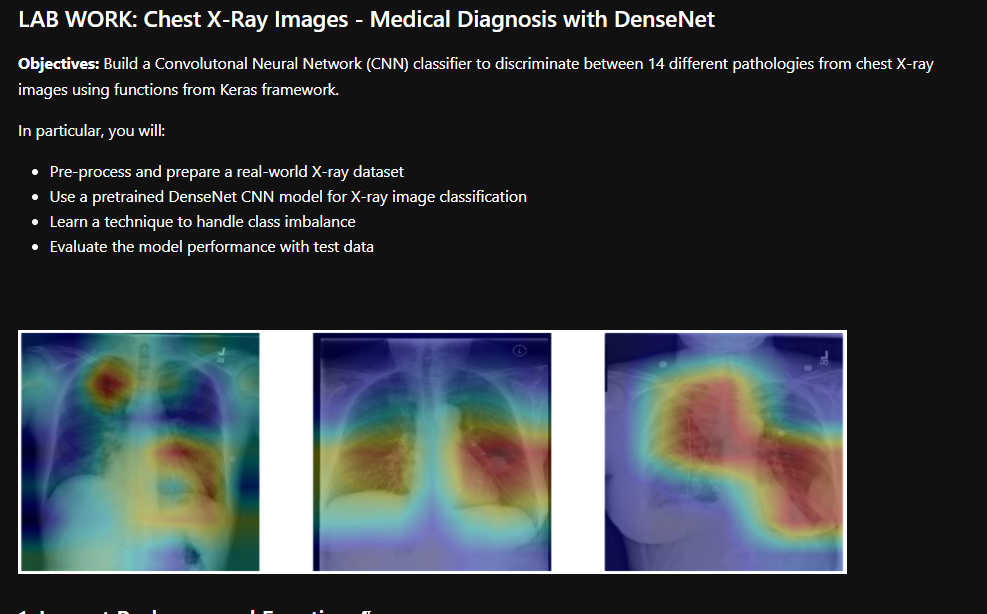 LAB WORK: Chest X-Ray Images - Medical Diagnosis with DenseNet
Objectives: Build a Convolutonal Neural Network (CNN) classifier to discriminate between 14 different pathologies from chest X-ray
images using functions from Keras framework.
In particular, you will:
Pre-process and prepare a real-world X-ray dataset
Use a pretrained DenseNet CNN model for X-ray image classification
Learn a technique to handle class imbalance
Evaluate the model performance with test data